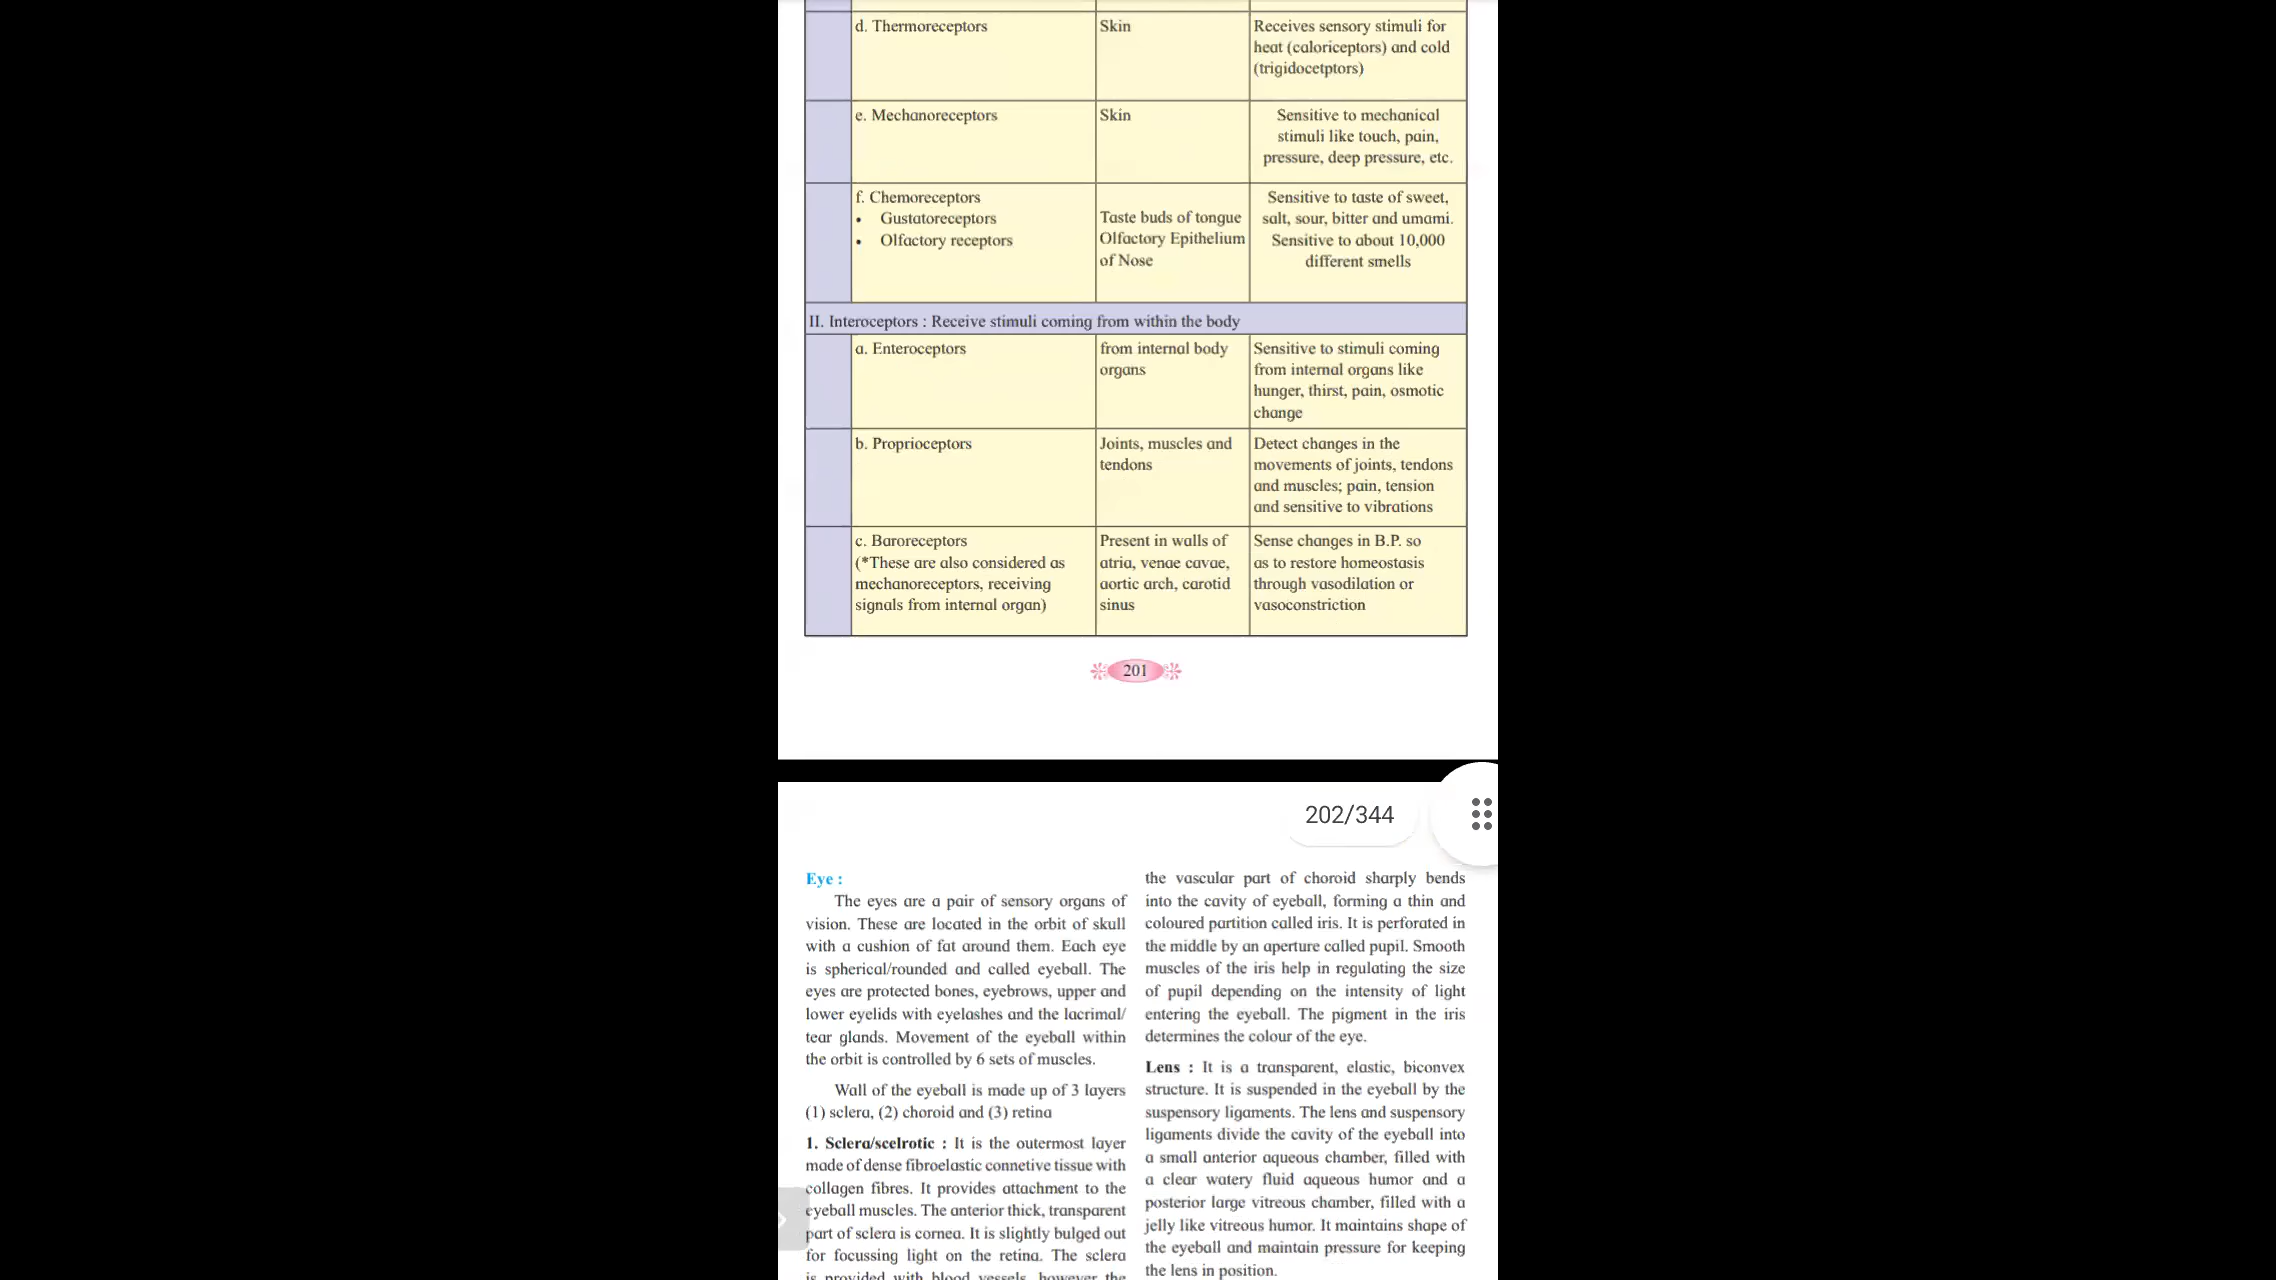 d. Thermoreceptors
Skin
Receives sensory stimuli for
heat (caloriceptors) and cold
(trigidocetptors)
e. Mechanoreceptors
Skin
Sensitive to mechanical
stimuli like touch, pain,
pressure, deep pressure, etc.
f. Chemoreceptors
• Gustatoreceptors
• Olfactory receptors
Taste buds of tongue
Olfactory Epithelium
of Nose
Sensitive to taste of sweet,
salt, sour, bitter and umami.
Sensitive to about 10,000
different smells
II. Interoceptors : Receive stimuli coming from within the body
a. Enteroceptors
from internal body
organs
Sensitive to stimuli coming
from internal organs like
hunger, thirst, pain, osmotic
change
b. Proprioceptors
Joints, muscles and
tendons
Detect changes in the
movements of joints, tendons
and muscles; pain, tension
and sensitive to vibrations
c. Baroreceptors
(*These are also considered as
mechanoreceptors, receiving
signals from internal organ)
Present in walls of
atria, venae cavae,
aortic arch, carotid
sinus
Sense changes in B.P. so
as to restore homeostasis
through vasodilation or
vasoconstriction
201
202/344
Eye :
The eyes are a pair of sensory organs of
vision. These are located in the orbit of skull
with a cushion of fat around them. Each eye
is spherical/rounded and called eyeball. The
eyes are protected bones, eyebrows, upper and
lower eyelids with eyelashes and the lacrimal/
tear glands. Movement of the eyeball within
the orbit is controlled by 6 sets of muscles.
Wall of the eyeball is made up of 3 layers
(1) sclera, (2) choroid and (3) retina
1. Sclera/scelrotic : It is the outermost layer
made of dense fibroelastic connetive tissue with
collagen fibres. It provides attachment to the
eyeball muscles. The anterior thick, transparent
part of sclera is cornea. It is slightly bulged out
for focussing light on the retina. The sclera
is provided with blood vessels, however the
the vascular part of choroid sharply bends
into the cavity of eyeball, forming a thin and
coloured partition called iris. It is perforated in
the middle by an aperture called pupil. Smooth
muscles of the iris help in regulating the size
of pupil depending on the intensity of light
entering the eyeball. The pigment in the iris
determines the colour of the eye.
Lens : It is a transparent, elastic, biconvex
structure. It is suspended in the eyeball by the
suspensory ligaments. The lens and suspensory
ligaments divide the cavity of the eyeball into
a small anterior aqueous chamber, filled with
a clear watery fluid aqueous humor and a
posterior large vitreous chamber, filled with a
jelly like vitreous humor. It maintains shape of
the eyeball and maintain pressure for keeping
the lens in position.